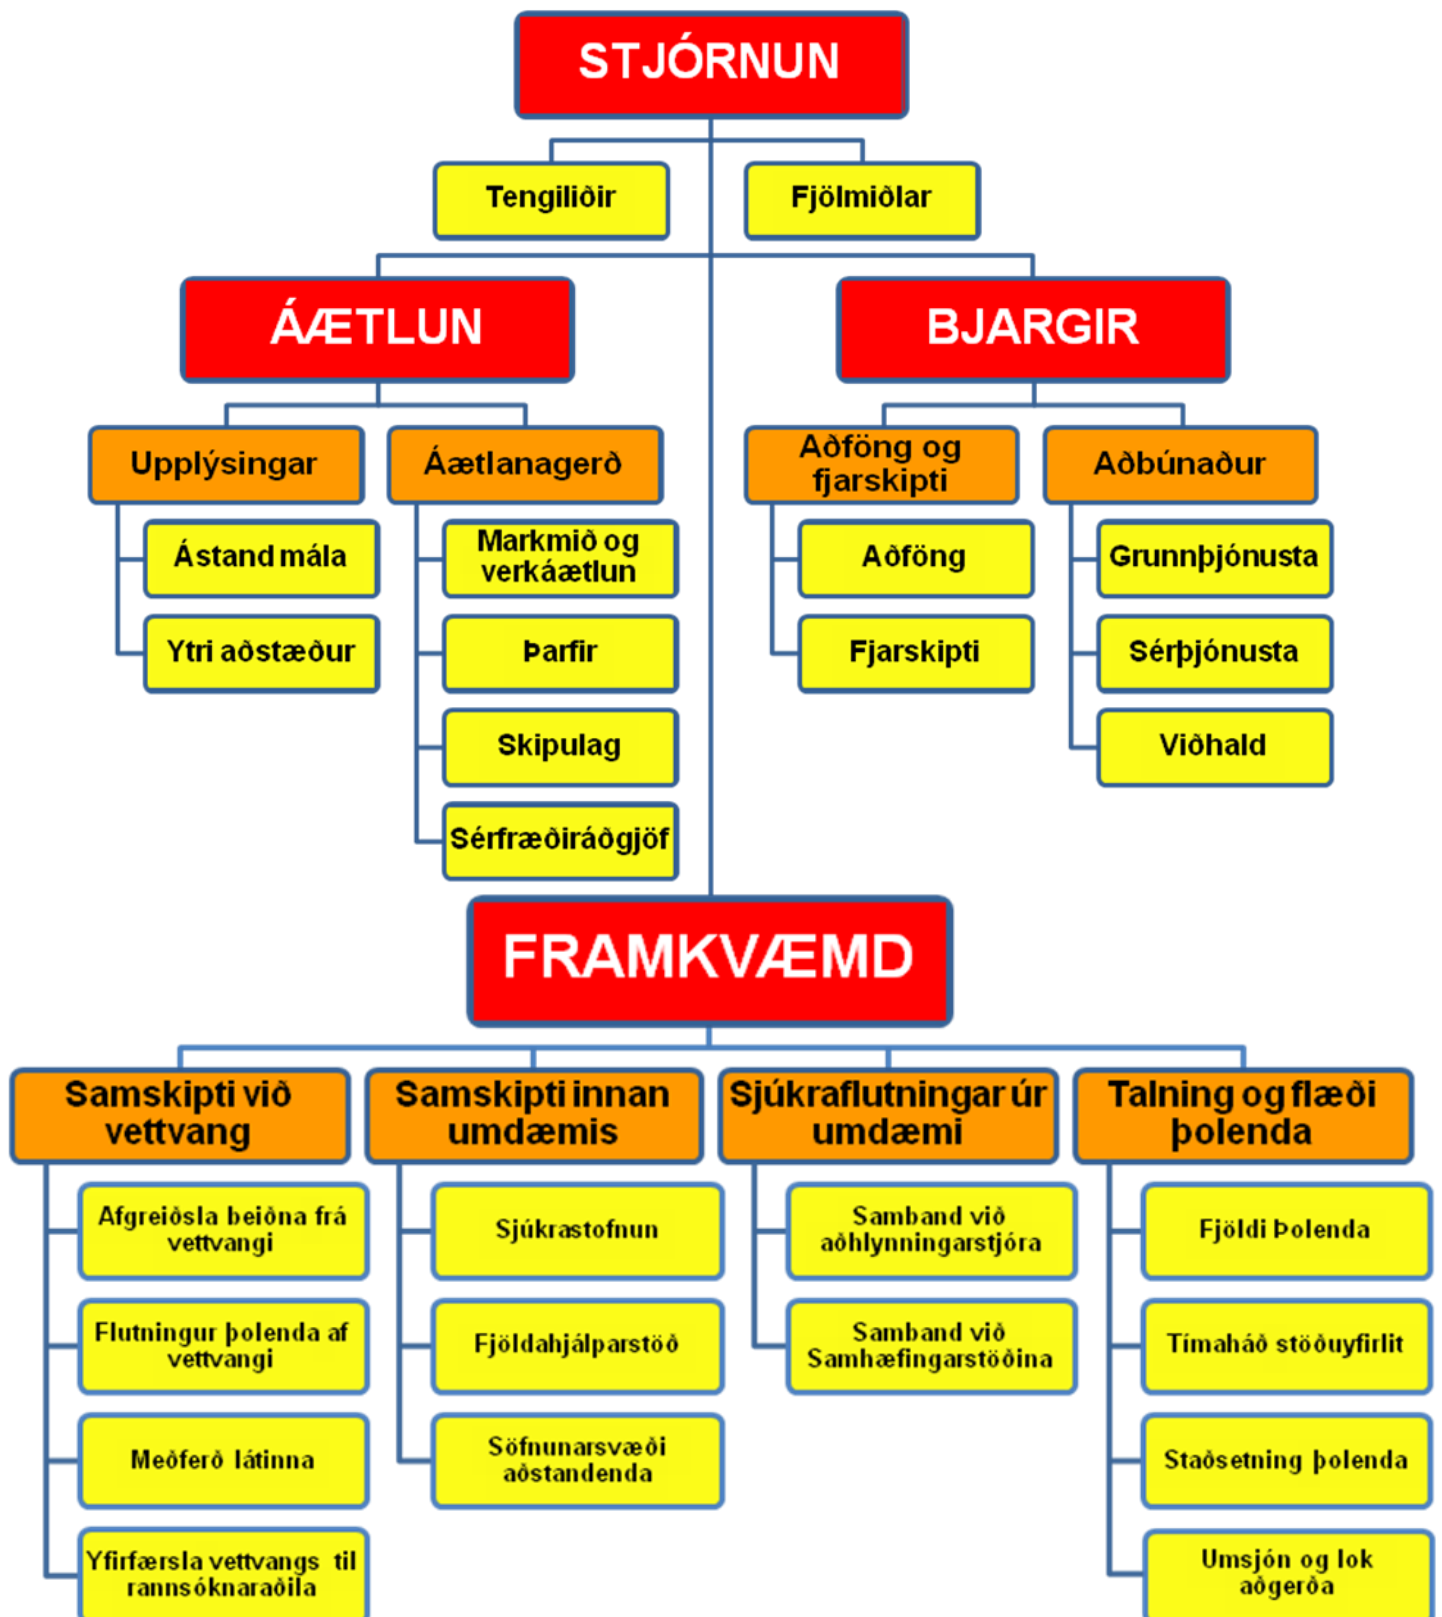 STJÓRNUN
Tengiliðir
Fjölmiðlar
ÁÆTLUN
BJARGIR
Upplýsingar
Ástand mála
Ytri aðstæður
Áætlanagerð
Markmið og
verkáætlun
Þarfir
Skipulag
Sérfræðiráðgjöf
Aðföng og
fjarskipti
Aðföng
Fjarskipti
Aðbúnaður
Grunnþjónusta
Sérþjónusta
Viðhald
FRAMKVÆMD
Samskipti við
vettvang
Afgreiðsla beiðna frá
vettvangi
Flutningur þolenda af
vettvangi
Meðferð látinna
Yfirfærsla vettvangs til
rannsóknaraðila
Samskipti innan
umdæmis
Sjúkrastofnun
Fjöldahjálparstöð
Söfnunarsvæði
aðstandenda
Sjúkraflutningar úr
umdæmi
Samband við
aðhlynningarstjóra
Samband við
Samhæfingarstöðina
Talning og flæði
þolenda
Fjöldi Þolenda
Tímaháð stöðuyfirlit
Staðsetning þolenda
Umsjón og lok
aðgerða